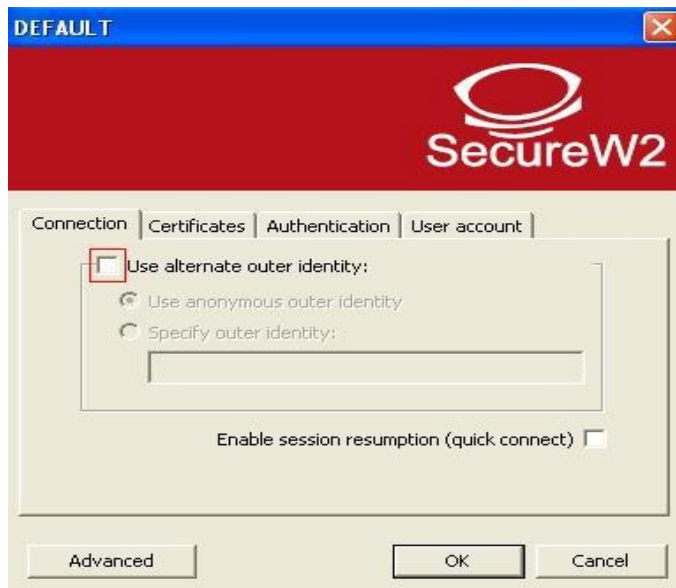 DEFAULT
SecureW2
Connection Certificates Authentication User account
Use alternate outer identity:
Use anonymous outer identity
Specify outer identity:
Enable session resumption (quick connect)
Advanced OK Cancel